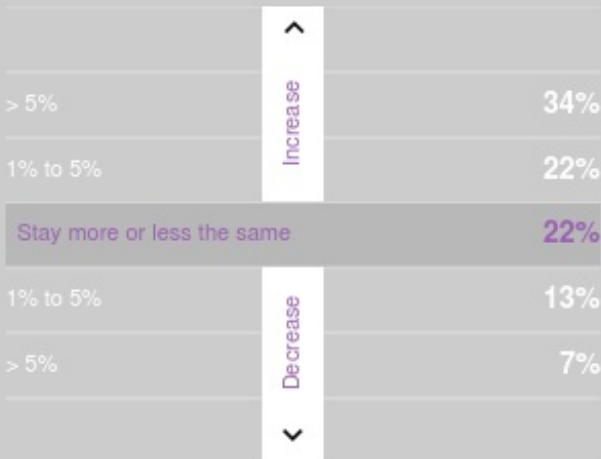 > 5%
34%
Increase
1% to 5%
22%
Stay more or less the same
22%
1% to 5%
13%
Decrease
> 5%
7%